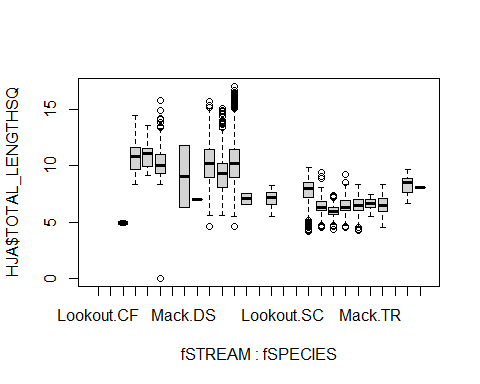 HJA$TOTAL_LENGTHSQ
15
10
5
0
Lookout.CF Mack.DS Lookout.SC Mack.TR
fSTREAM : fSPECIES